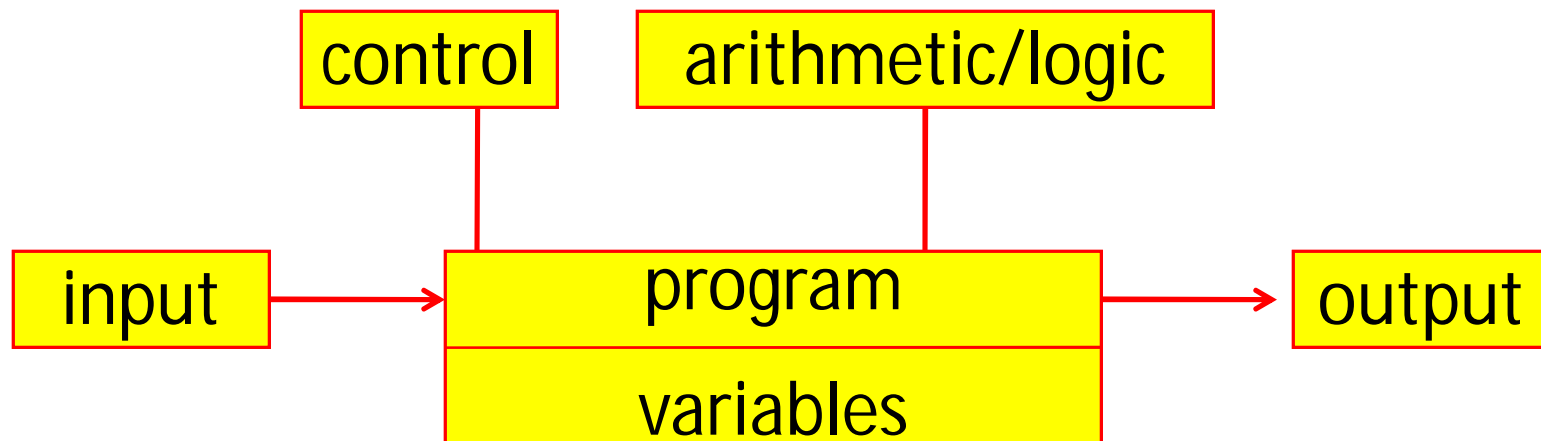 control
arithmetic/logic
input
program
output
variables